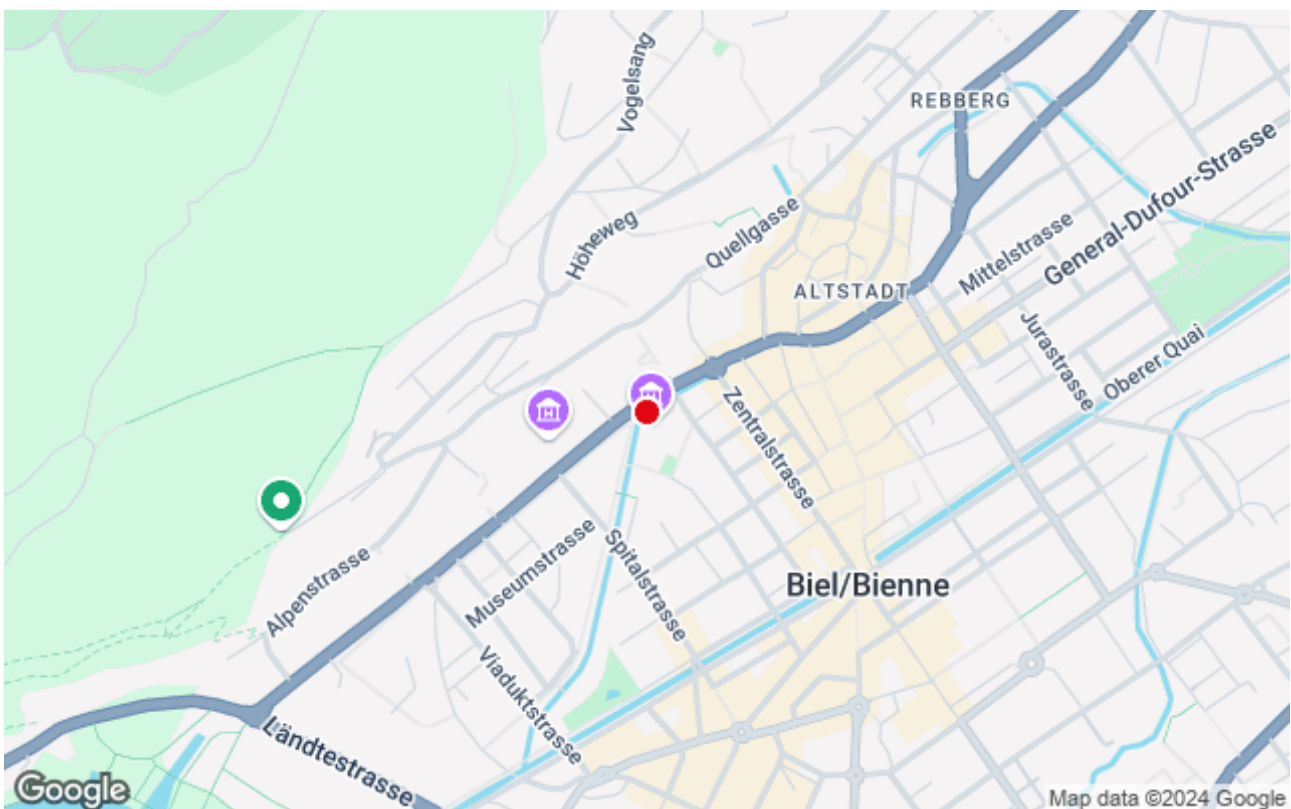 Vogelsang
REBBERG
General-Dufour-Strasse
Höheweg
Quellgasse
Mittelstrasse
ALTSTADT
Jurastrasse
Oberer Quai
Zentralstrasse
Alpenstrasse
Museumstrasse
Spitalstrasse
Biel/Bienne
Viaduktstrasse
Ländtestrasse
Google
Map data ©2024 Google